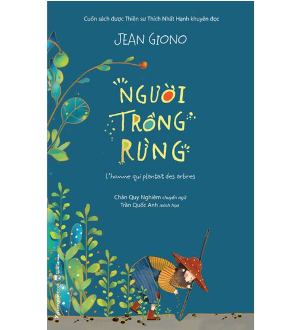 Cuốn sách được Thiền sư Thích Nhất Hạnh khuyên đọc
JEAN GIONO
NGƯỜI
TRỒNG
RỪNG
L'homme qui plantait des arbres
Chân Quy Nghiêm chuyển ngữ
Trần Quốc Anh minh họa